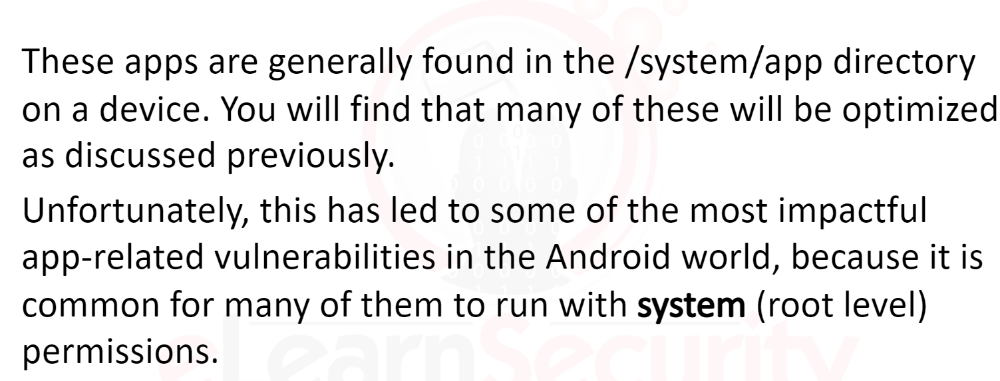 These apps are generally found in the /system/app directory
on a device. You will find that many of these will be optimized
as discussed previously.
Unfortunately, this has led to some of the most impactful
app-related vulnerabilities in the Android world, because it is
common for many of them to run with system (root level)
permissions.
eLearnSecurity